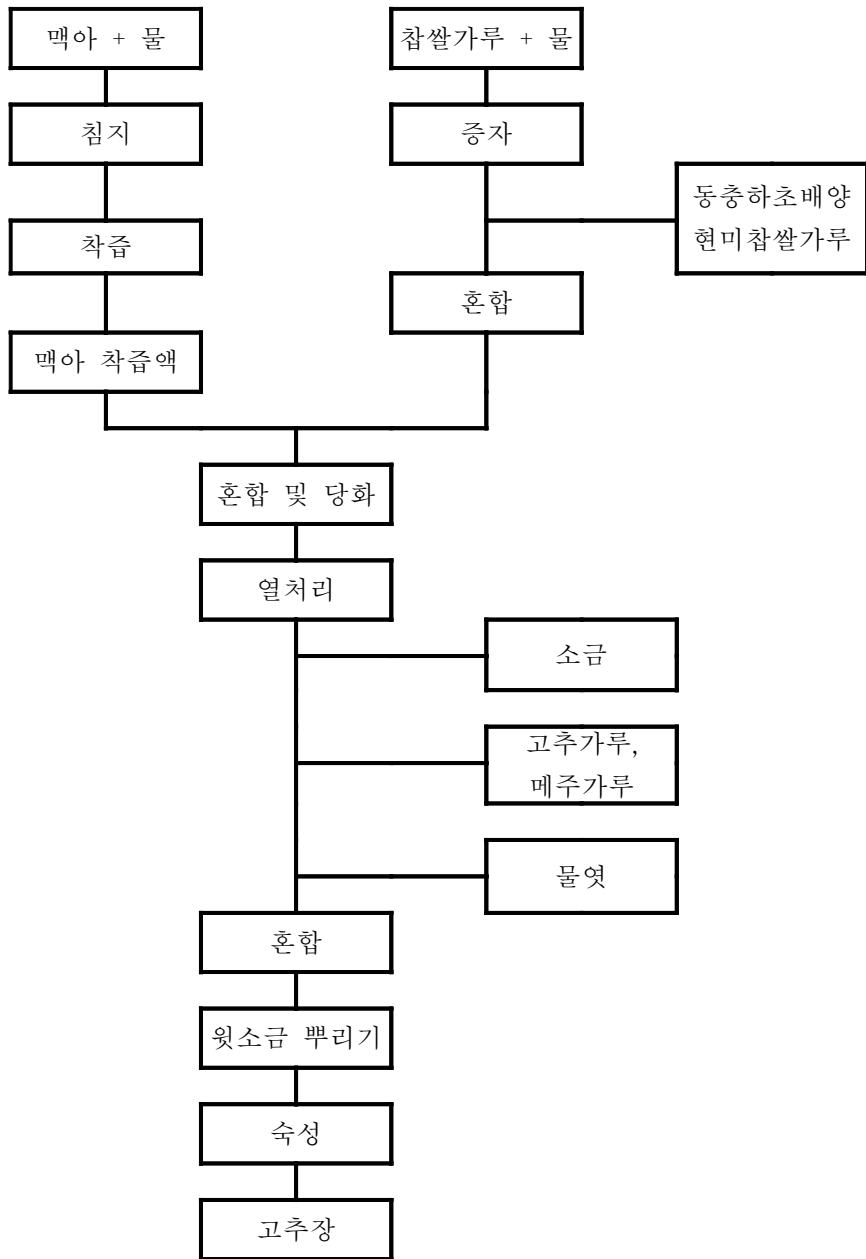 맥아 + 물
찹쌀가루 + 물
침지
증자
동충하초배양
현미찹쌀가루
착즙
혼합
맥아 착즙액
혼합 및 당화
열처리
소금
고추가루,
메주가루
물엿
혼합
윗소금 뿌리기
숙성
고추장